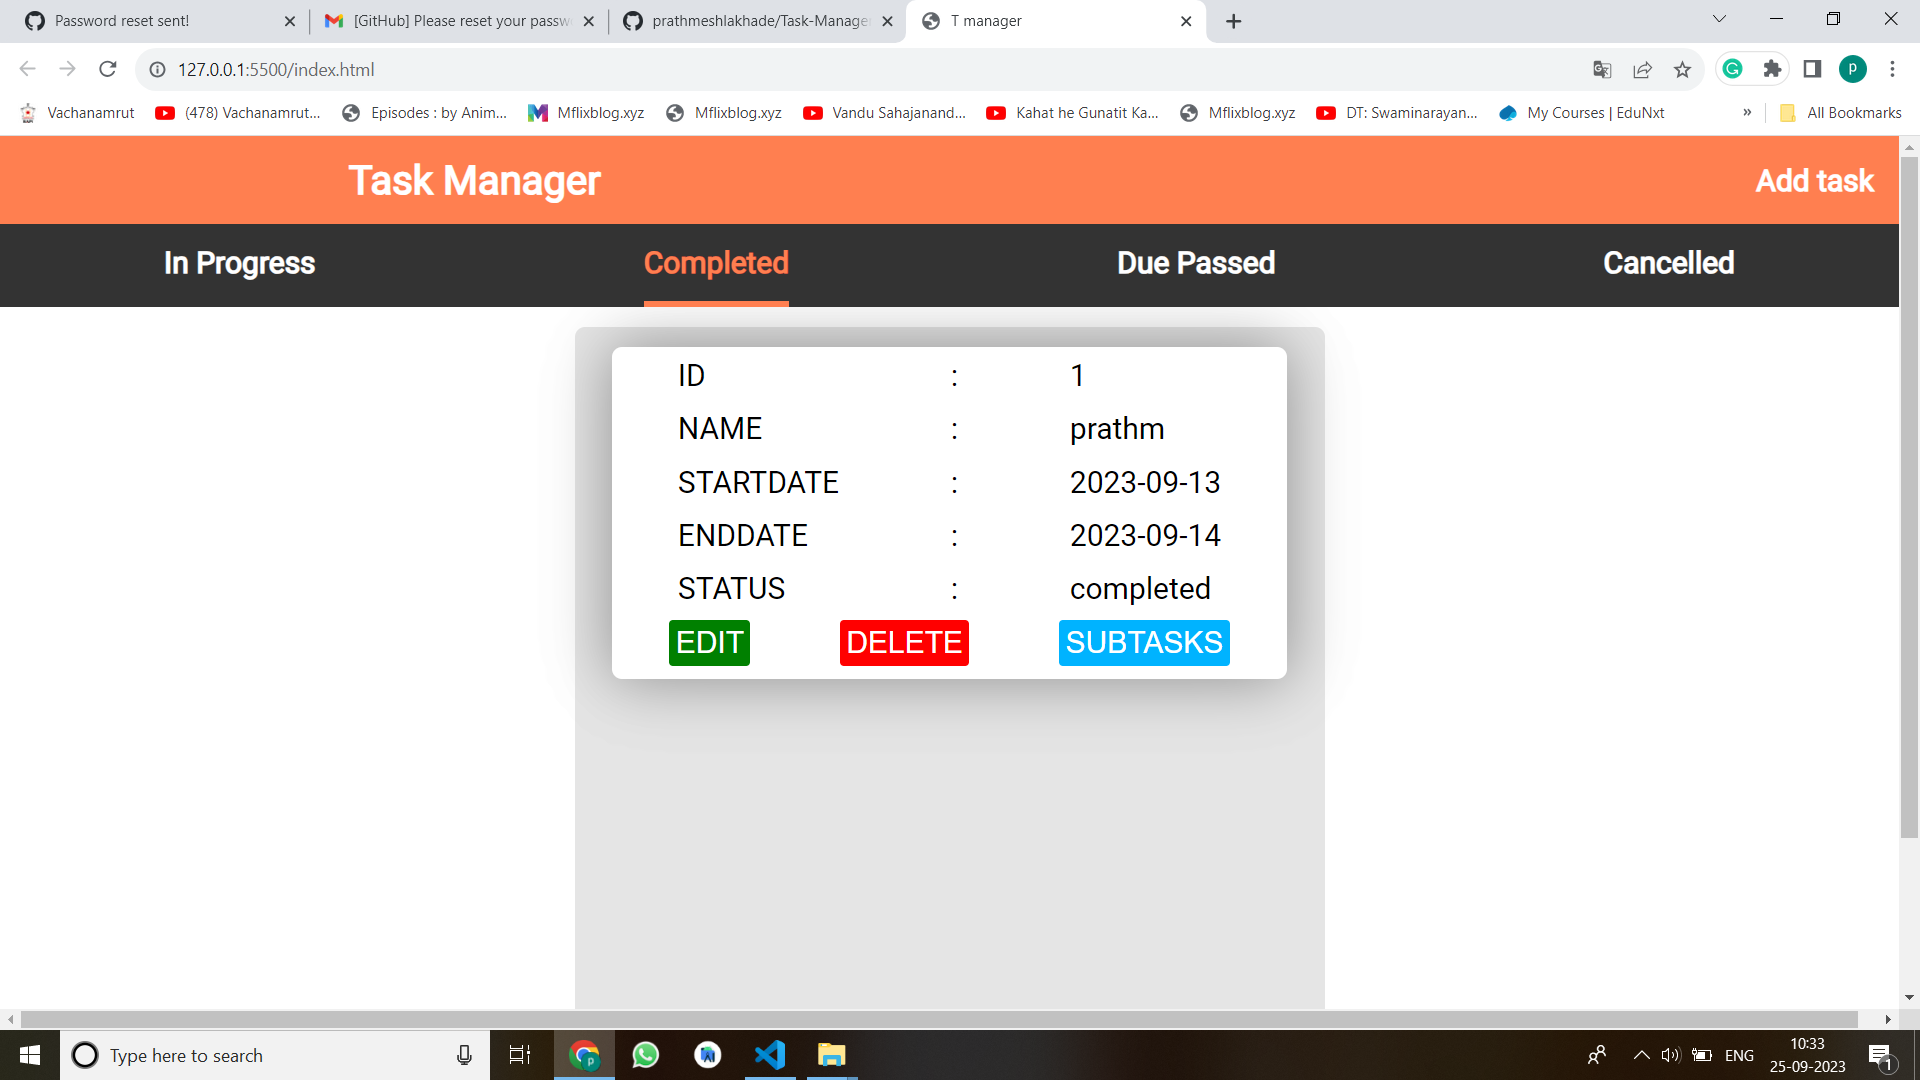 Password reset sent!
[GitHub] Please reset your passw
prathmeshlakhade/Task-Manage
T manager
127.0.0.1:5500/index.html
Vachanamrut
(478) Vachanamrut...
Episodes : by Anim...
Mflixblog.xyz
Mflixblog.xyz
Vandu Sahajanand...
Kahat he Gunatit Ka...
Mflixblog.xyz
DT: Swaminarayan...
My Courses | EduNxt
»
All Bookmarks
Task Manager
Add task
In Progress
Completed
Due Passed
Cancelled
ID : 1
NAME : prathm
STARTDATE : 2023-09-13
ENDDATE : 2023-09-14
STATUS : completed
EDIT
DELETE
SUBTASKS
Type here to search
ENG
10:33
25-09-2023
1